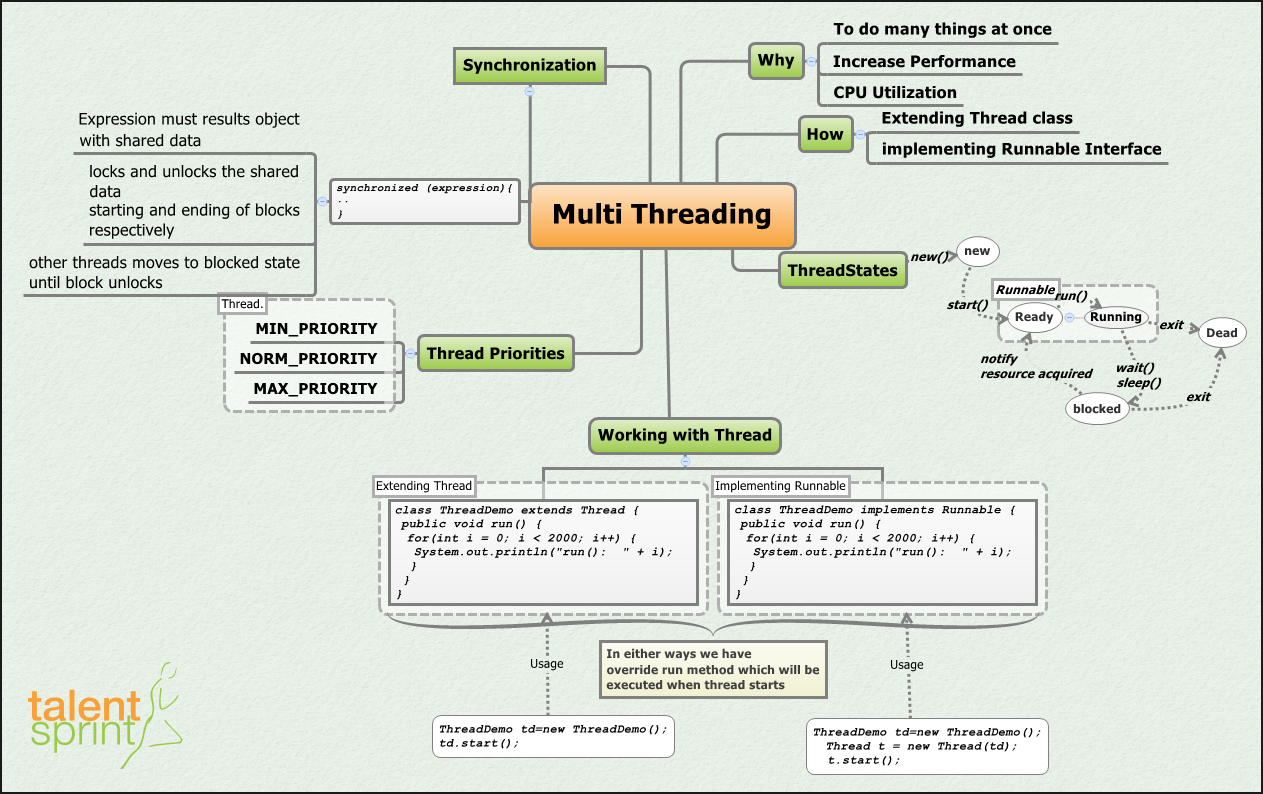 Synchronization
Why
To do many things at once
Increase Performance
CPU Utilization
How
Extending Thread class
implementing Runnable Interface
Expression must results object
with shared data
locks and unlocks the shared
data
starting and ending of blocks
respectively
other threads moves to blocked state
until block unlocks
synchronized (expression){
..
}
Multi Threading
ThreadStates
new()
new
start()
Runnable
run()
Ready
Running
exit
Dead
notify
resource acquired
wait()
sleep()
blocked
exit
Thread.
MIN_PRIORITY
NORM_PRIORITY
MAX_PRIORITY
Thread Priorities
Working with Thread
Extending Thread
class ThreadDemo extends Thread {
public void run() {
for(int i = 0; i < 2000; i++) {
System.out.println("run():  " + i);
}
}
}
Implementing Runnable
class ThreadDemo implements Runnable {
public void run() {
for(int i = 0; i < 2000; i++) {
System.out.println("run():  " + i);
}
}
}
In either ways we have
override run method which will be
executed when thread starts
Usage
ThreadDemo td=new ThreadDemo();
td.start();
Usage
ThreadDemo td=new ThreadDemo();
Thread t = new Thread(td);
t.start();
talent
sprint